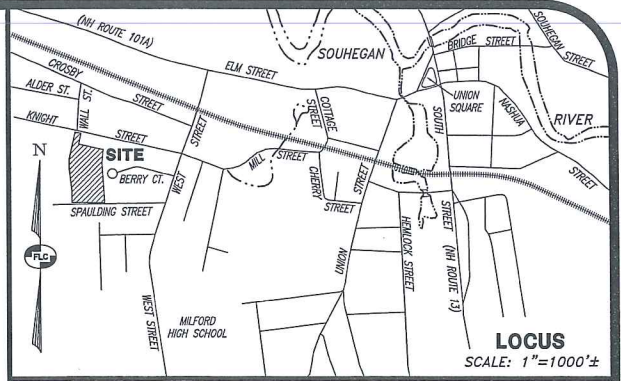 (NH ROUTE 101A)
CROSBY
STREET
ALDER ST.
WALL ST.
KNIGHT
STREET
N
SITE
BERRY CT.
SPAULDING STREET
FLC
ELM STREET
SOUHEGAN
BRIDGE STREET
SOUHEGAN
STREET
UNION
SQUARE
NASHUA
STREET
RIVER
COTTAGE
STREET
MILL
STREET
CHERRY
STREET
WEST
STREET
WEST STREET
MILFORD
HIGH SCHOOL
UNION
STREET
HEMLOCK STREET
SOUTH
STREET (NH ROUTE 13)
LOCUS
SCALE: 1"=1000'±